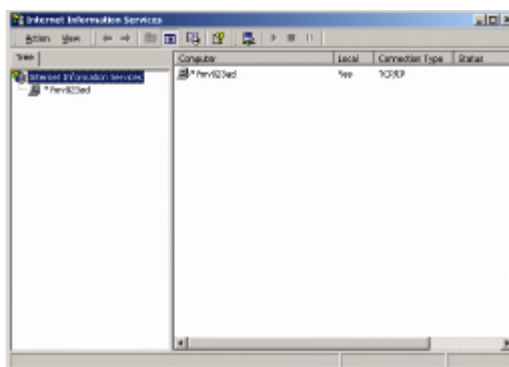 Internet Information Services
Action View
Tree
Computer Local Connection Type Status
Internet Information Services
Yes TCP/IP